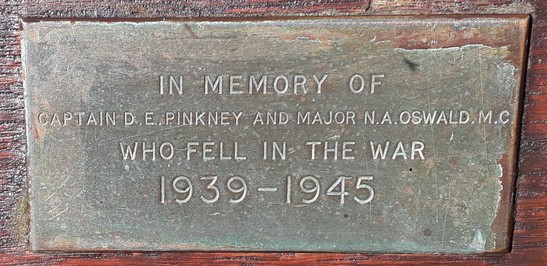 IN MEMORY OF
CAPTAIN D. E. PINKNEY AND MAJOR N.A. OSWALD. M.C.
WHO FELL IN THE WAR
1939-1945